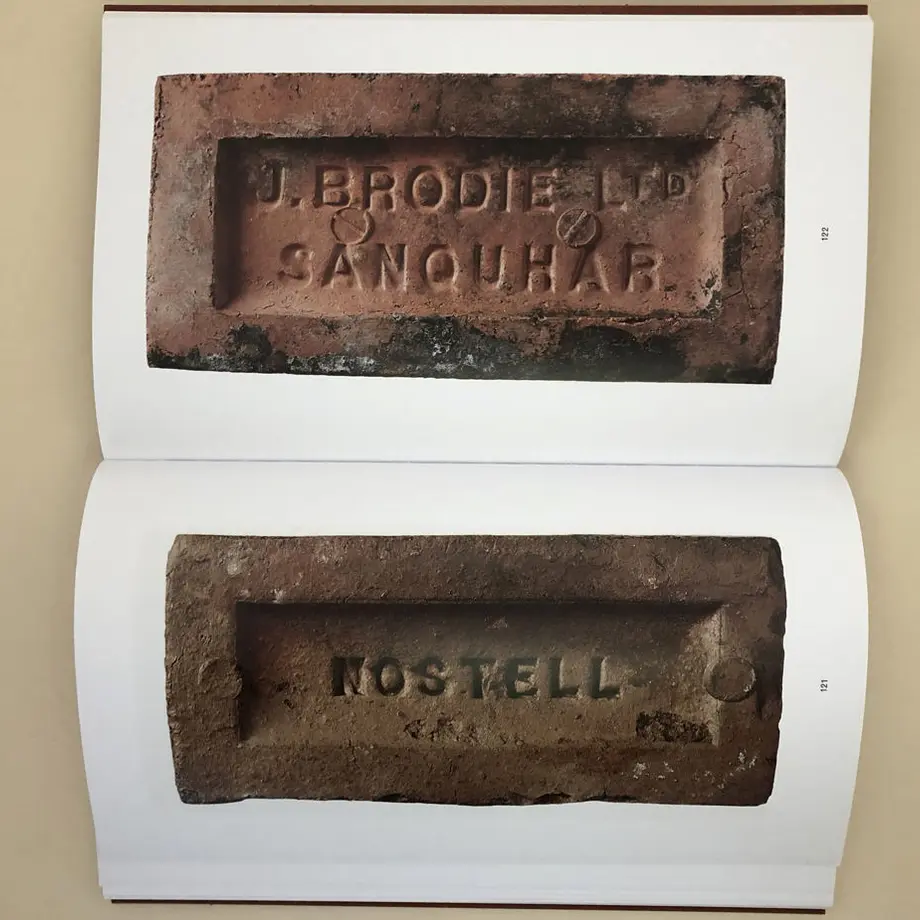 J. BRODIE LTD
SANQUHAR
122
NOSTELL
121